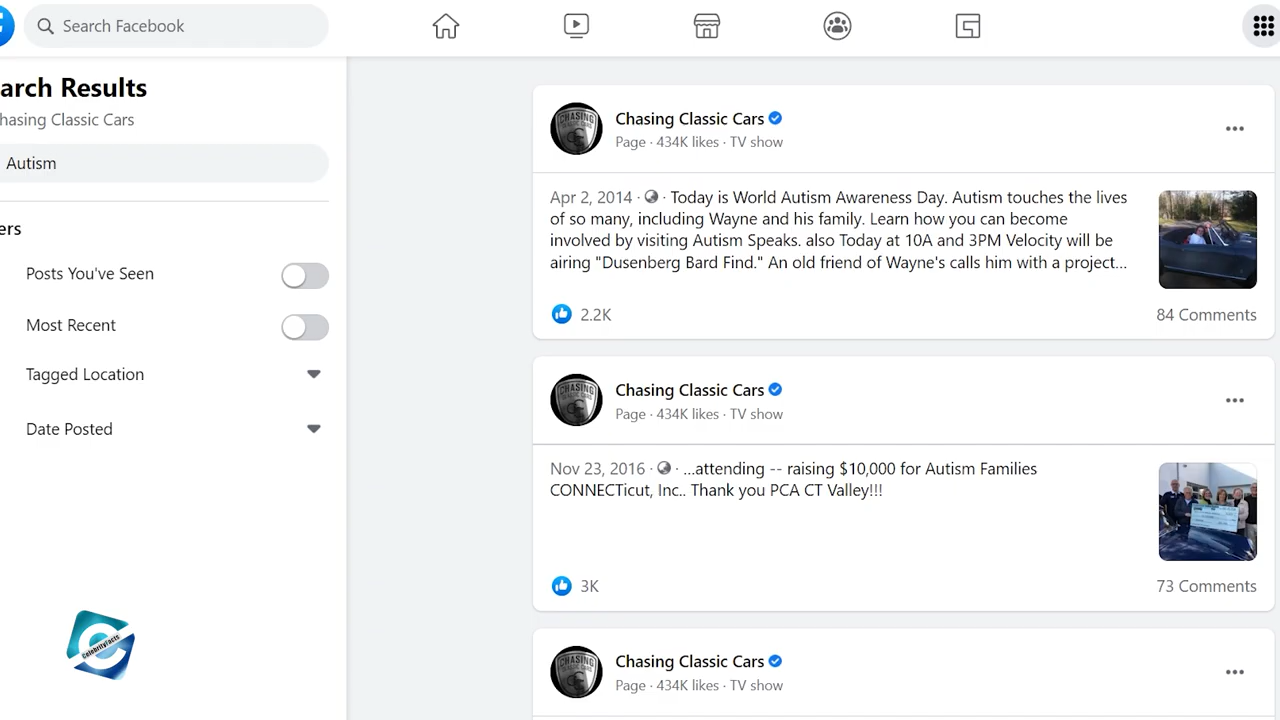 Search Facebook
arch Results
hasing Classic Cars
Autism
ers
Posts You've Seen
Most Recent
Tagged Location
Date Posted
CelebrityFacts
Chasing Classic Cars
Page · 434K likes · TV show
Apr 2, 2014 · · Today is World Autism Awareness Day. Autism touches the lives
of so many, including Wayne and his family. Learn how you can become
involved by visiting Autism Speaks. also Today at 10A and 3PM Velocity will be
airing "Dusenberg Bard Find." An old friend of Wayne's calls him with a project...
2.2K
84 Comments
Chasing Classic Cars
Page · 434K likes · TV show
Nov 23, 2016 · · ...attending -- raising $10,000 for Autism Families
CONNECTicut, Inc.. Thank you PCA CT Valley!!!
3K
73 Comments
Chasing Classic Cars
Page · 434K likes · TV show